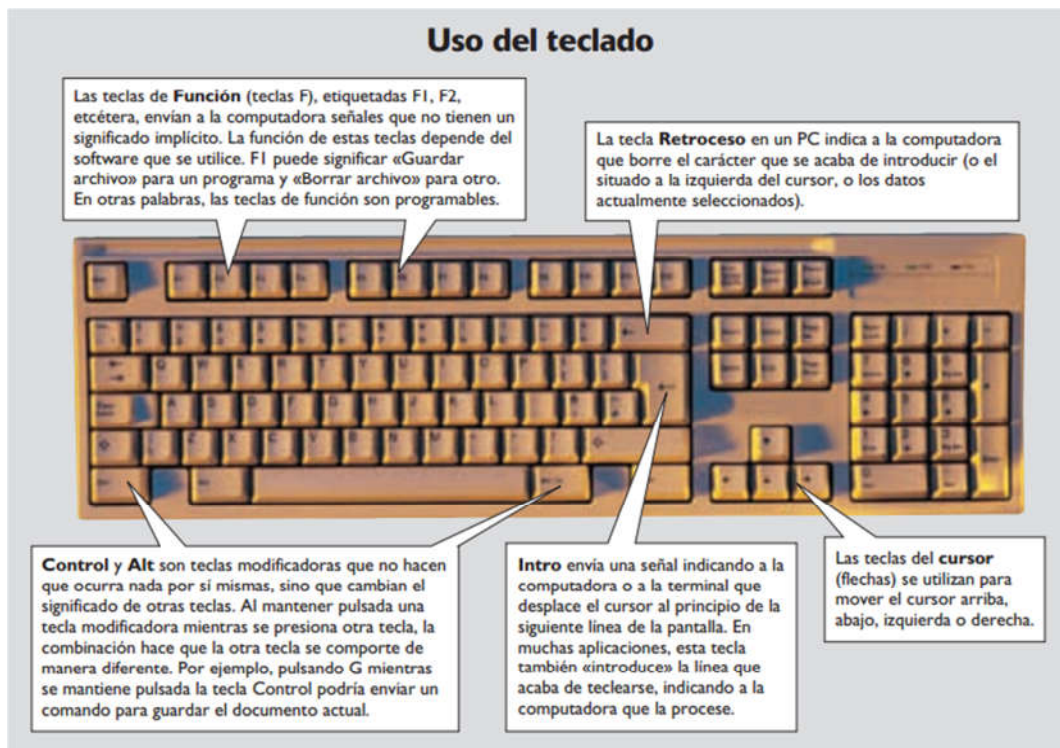 Uso del teclado
Las teclas de Función (teclas F), etiquetadas F1, F2,
etcétera, envían a la computadora señales que no tienen un
significado implícito. La función de estas teclas depende del
software que se utilice. F1 puede significar «Guardar
archivo» para un programa y «Borrar archivo» para otro.
En otras palabras, las teclas de función son programables.
La tecla Retroceso en un PC indica a la computadora
que borre el carácter que se acaba de introducir (o el
situado a la izquierda del cursor, o los datos
actualmente seleccionados).
Q W E R T Y U I O P
A S D F G H J K L
Z X C V B N M
Control y Alt son teclas modificadoras que no hacen
que ocurra nada por sí mismas, sino que cambian el
significado de otras teclas. Al mantener pulsada una
tecla modificadora mientras se presiona otra tecla, la
combinación hace que la otra tecla se comporte de
manera diferente. Por ejemplo, pulsando G mientras
se mantiene pulsada la tecla Control podría enviar un
comando para guardar el documento actual.
Intro envía una señal indicando a la
computadora o a la terminal que
desplace el cursor al principio de la
siguiente línea de la pantalla. En
muchas aplicaciones, esta tecla
también «introduce» la línea que
acaba de teclearse, indicando a la
computadora que la procese.
Las teclas del cursor
(flechas) se utilizan para
mover el cursor arriba,
abajo, izquierda o derecha.